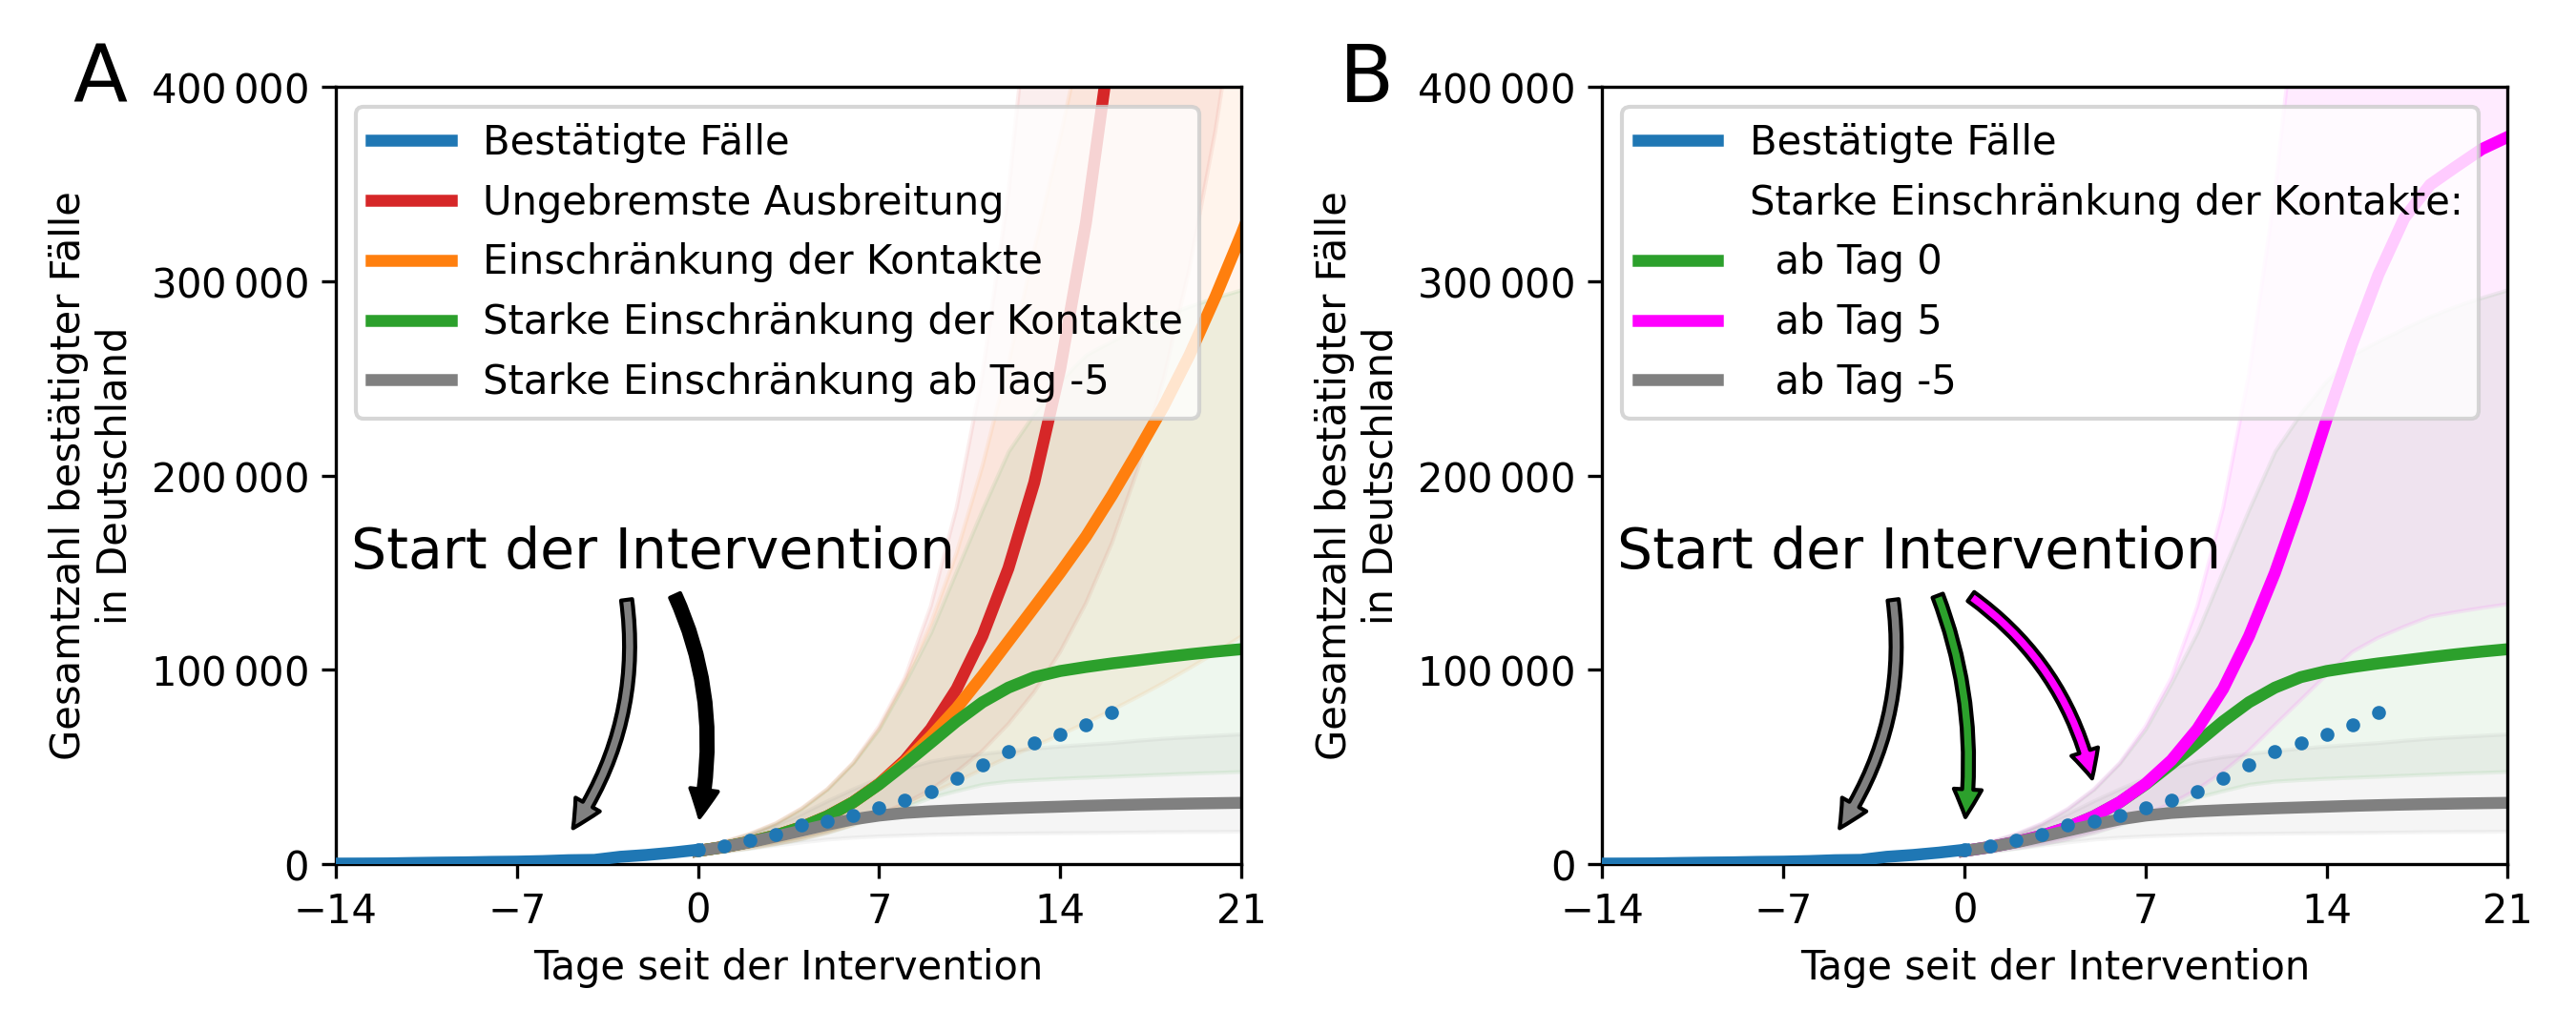 A
400 000
300 000
200 000
100 000
0
Gesamtzahl bestätigter Fälle
in Deutschland
Bestätigte Fälle
Ungebremste Ausbreitung
Einschränkung der Kontakte
Starke Einschränkung der Kontakte
Starke Einschränkung ab Tag -5
Start der Intervention
−14 −7 0 7 14 21
Tage seit der Intervention
B
400 000
300 000
200 000
100 000
0
Gesamtzahl bestätigter Fälle
in Deutschland
Bestätigte Fälle
Starke Einschränkung der Kontakte:
ab Tag 0
ab Tag 5
ab Tag -5
Start der Intervention
−14 −7 0 7 14 21
Tage seit der Intervention